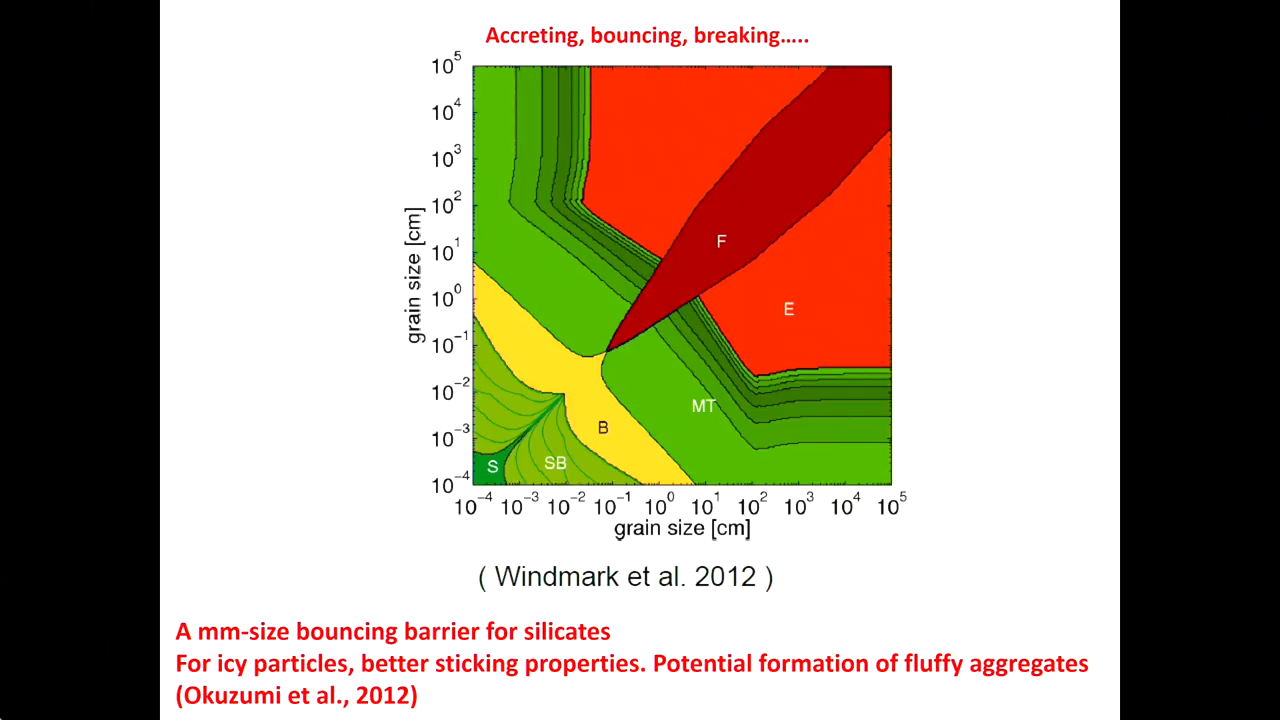 Accreting, bouncing, breaking…..
10^5
10^4
10^3
10^2
10^1
10^0
10^-1
10^-2
10^-3
10^-4
grain size [cm]
F
E
MT
B
SB
S
10^-4 10^-3 10^-2 10^-1 10^0 10^1 10^2 10^3 10^4 10^5
grain size [cm]
( Windmark et al. 2012 )
A mm-size bouncing barrier for silicates
For icy particles, better sticking properties. Potential formation of fluffy aggregates
(Okuzumi et al., 2012)